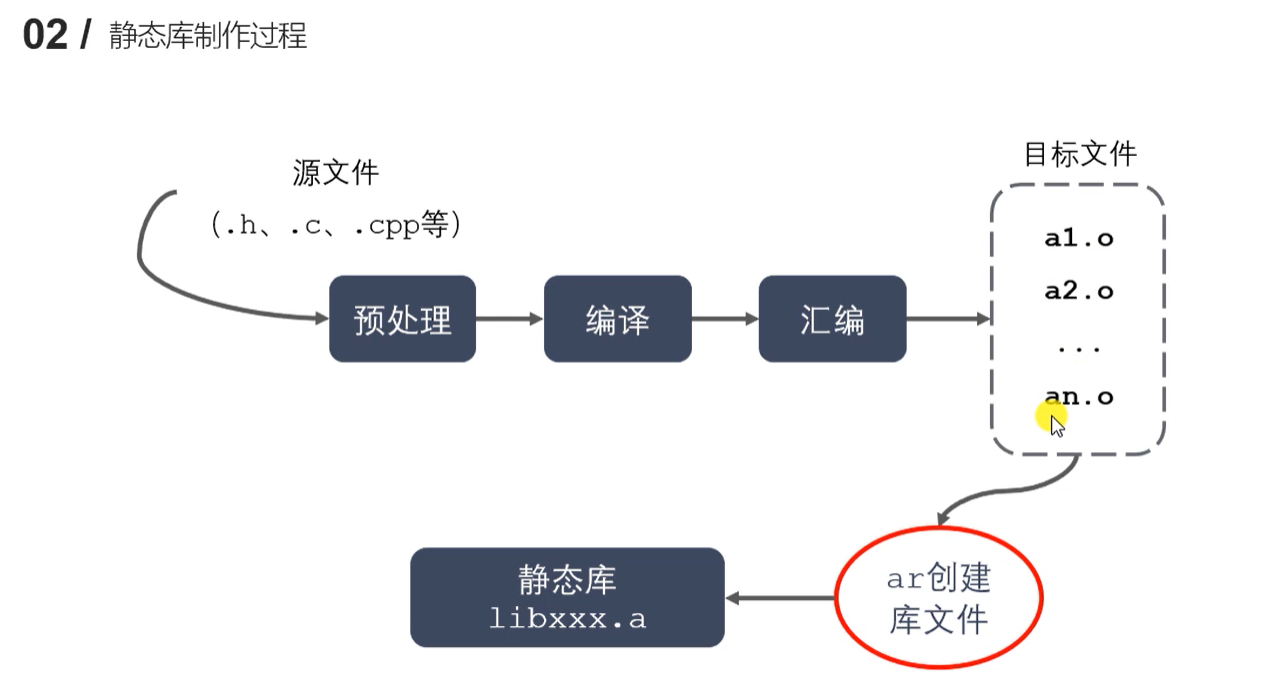 02 / 静态库制作过程
源文件
(.h、.c、.cpp等)
预处理
编译
汇编
目标文件
a1.o
a2.o
...
an.o
ar创建
库文件
静态库
libxxx.a